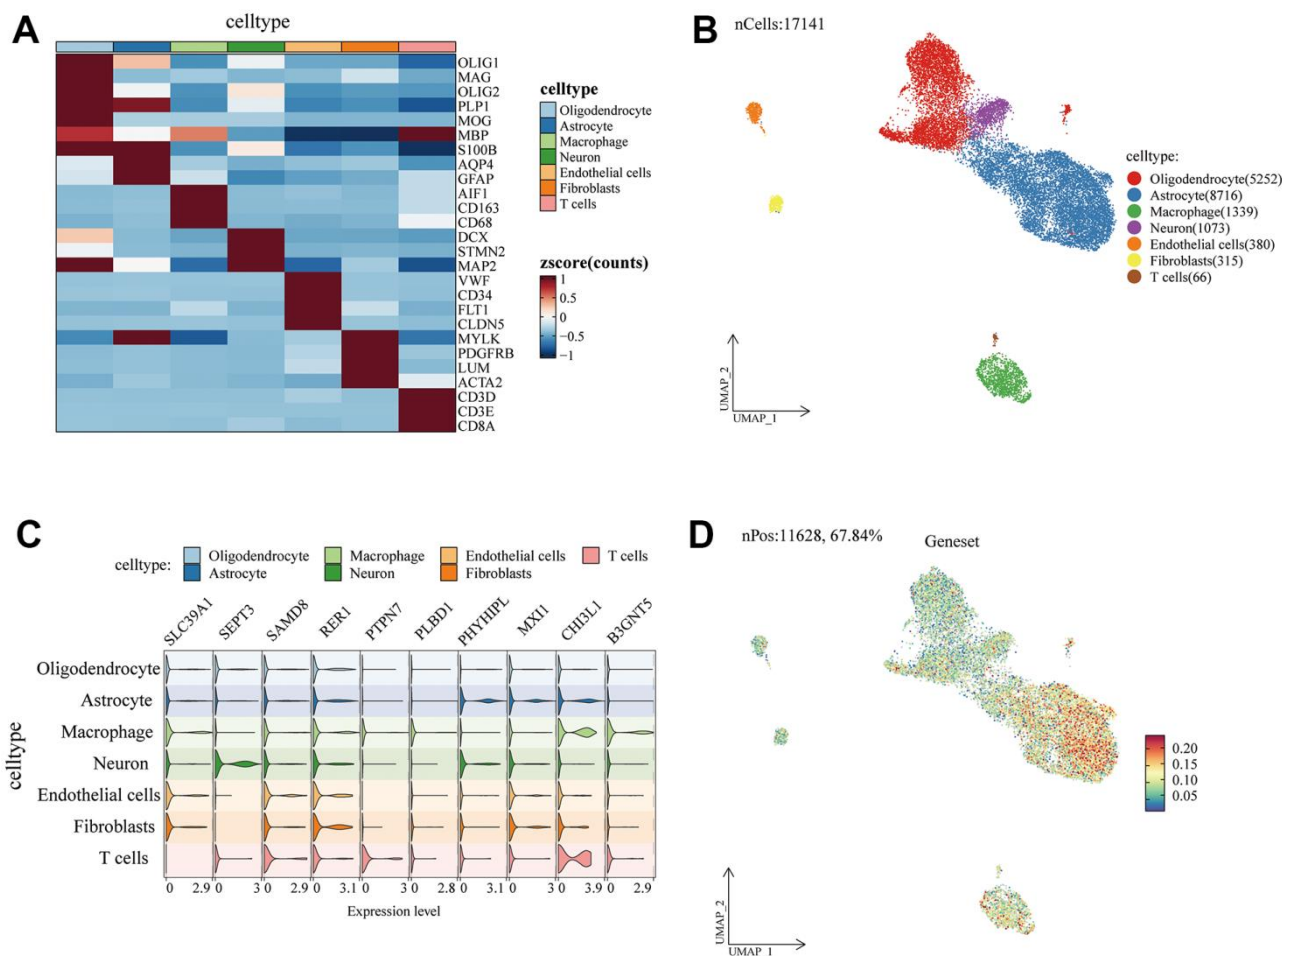 A
celltype
OLIG1
MAG
OLIG2
PLP1
MOG
MBP
S100B
AQP4
GFAP
AIF1
CD163
CD68
DCX
STMN2
MAP2
VWF
CD34
FLT1
CLDN5
MYLK
PDGFRB
LUM
ACTA2
CD3D
CD3E
CD8A
celltype
Oligodendrocyte
Astrocyte
Macrophage
Neuron
Endothelial cells
Fibroblasts
T cells
zscore(counts)
1
0.5
0
−0.5
−1
B
nCells:17141
celltype:
Oligodendrocyte(5252)
Astrocyte(8716)
Macrophage(1339)
Neuron(1073)
Endothelial cells(380)
Fibroblasts(315)
T cells(66)
UMAP_2
UMAP_1
C
celltype:
Oligodendrocyte
Astrocyte
Macrophage
Neuron
Endothelial cells
Fibroblasts
T cells
SLC39A1
SEPT3
SAMD8
RER1
PTPN7
PLBD1
PHYHIPL
MXI1
CHI3L1
B3GNT5
celltype
Oligodendrocyte
Astrocyte
Macrophage
Neuron
Endothelial cells
Fibroblasts
T cells
0 2.9 0 3 0 2.9 0 3.1 0 3 0 2.8 0 3.1 0 3 0 3.9 0 2.9
Expression level
D
nPos:11628, 67.84%
Geneset
0.20
0.15
0.10
0.05
UMAP_2
UMAP_1